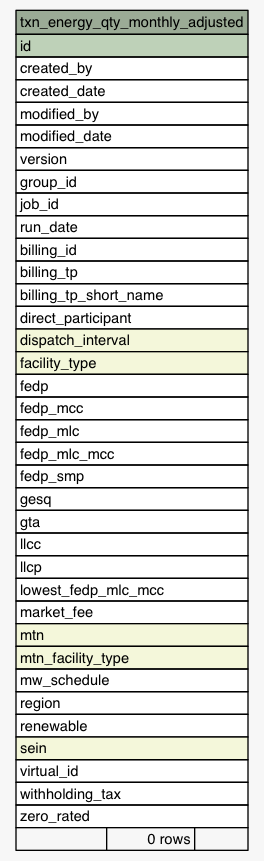 txn_energy_qty_monthly_adjusted
id
created_by
created_date
modified_by
modified_date
version
group_id
job_id
run_date
billing_id
billing_tp
billing_tp_short_name
direct_participant
dispatch_interval
facility_type
fedp
fedp_mcc
fedp_mlc
fedp_mlc_mcc
fedp_smp
gesq
gta
llcc
llcp
lowest_fedp_mlc_mcc
market_fee
mtn
mtn_facility_type
mw_schedule
region
renewable
sein
virtual_id
withholding_tax
zero_rated
0 rows